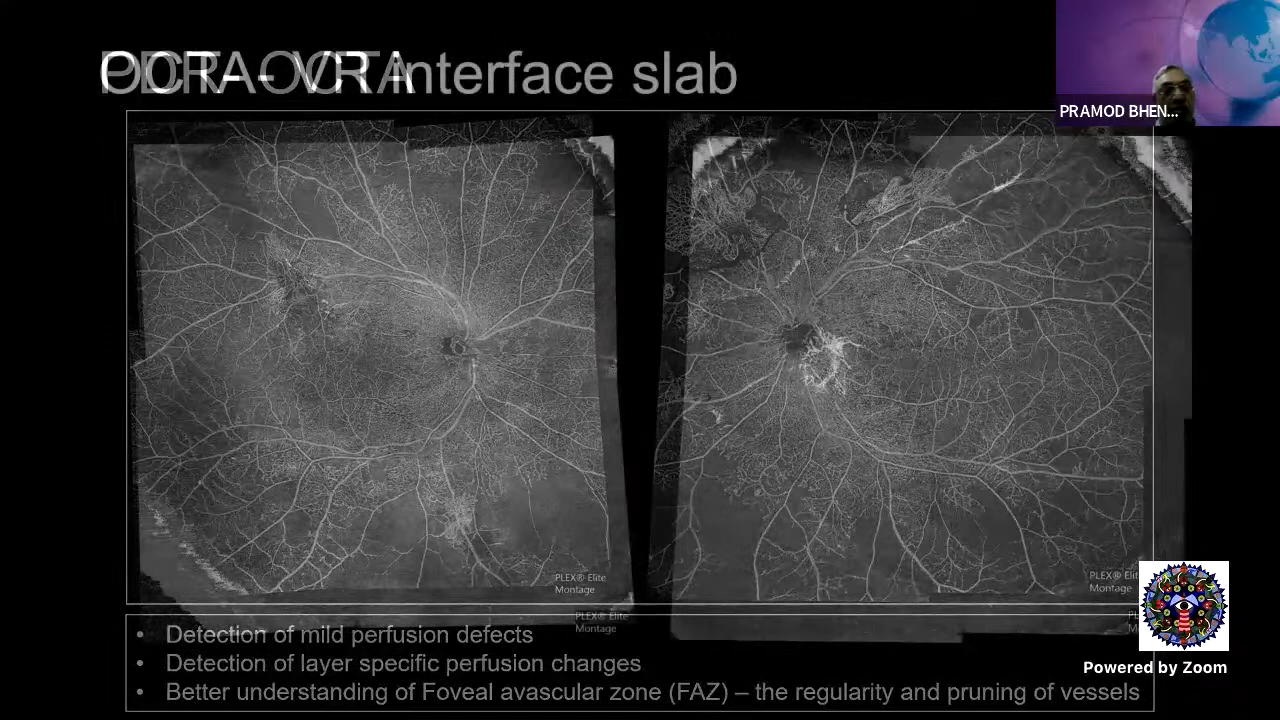 Interface slab
PRAMOD BHEN...
PLEX® Elite
Montage
PLEX® Elit
Montage
PLEX® Elite
Montage
• Detection of mild perfusion defects
• Detection of layer specific perfusion changes
• Better understanding of Foveal avascular zone (FAZ) – the regularity and pruning of vessels
Powered by Zoom